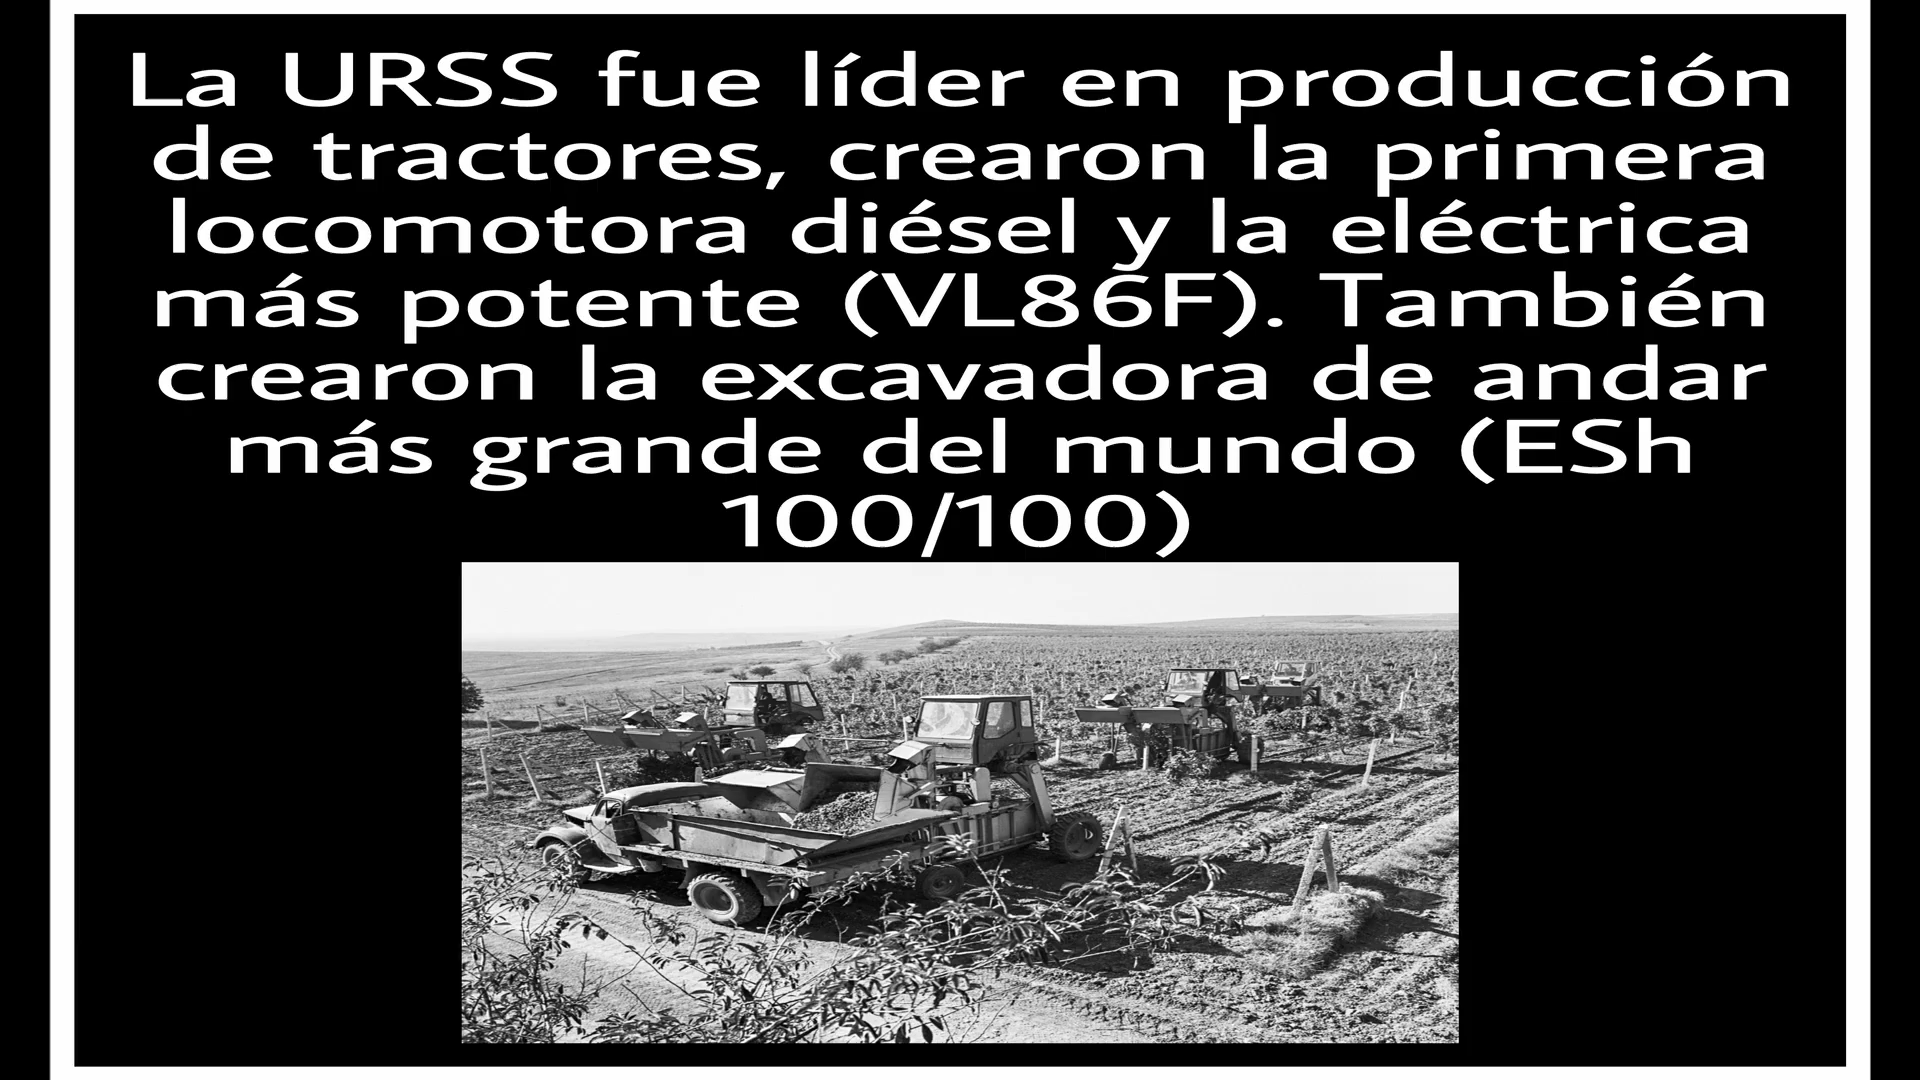 La URSS fue líder en producción
de tractores, crearon la primera
locomotora diésel y la eléctrica
más potente (VL86F). También
crearon la excavadora de andar
más grande del mundo (ESh
100/100)